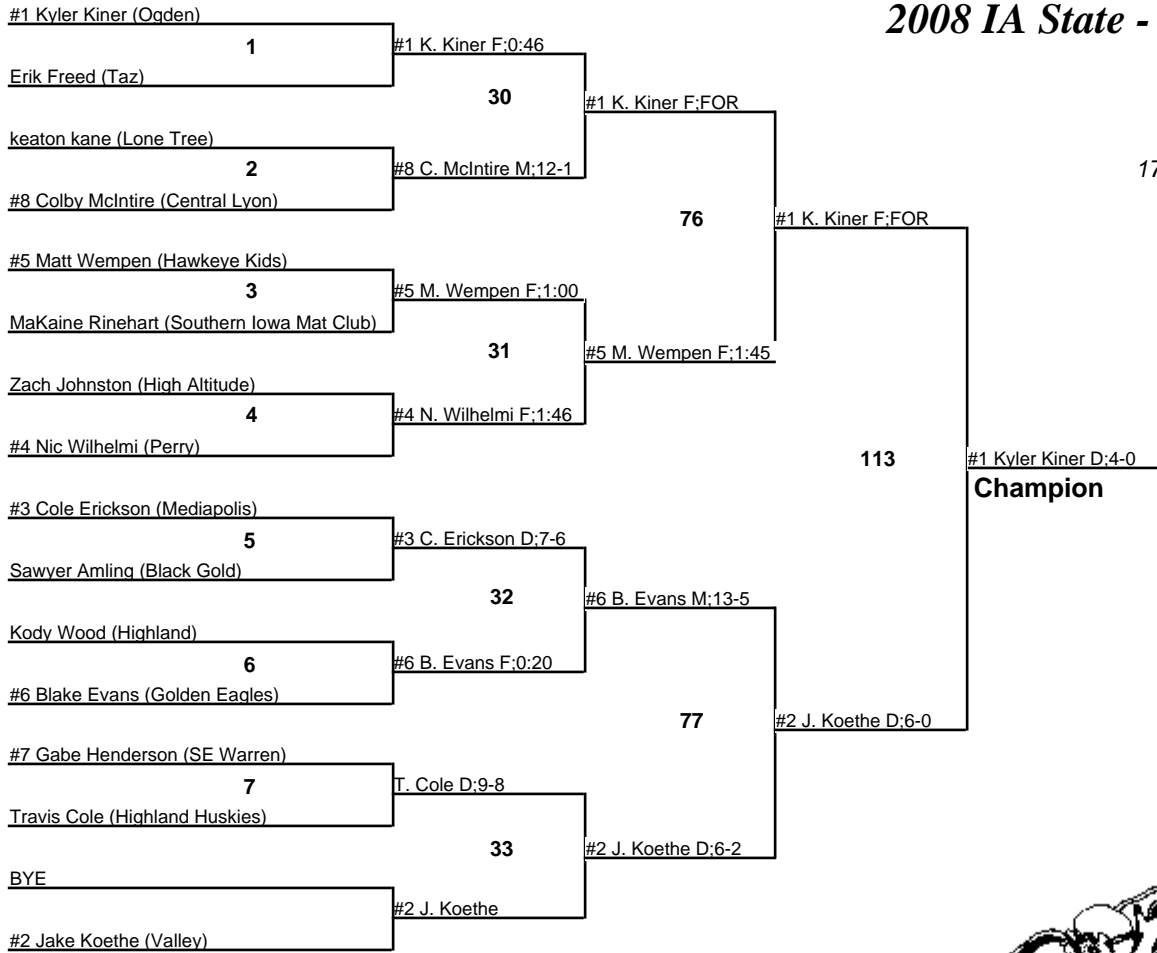 2008 IA State -
#1 Kyler Kiner (Ogden)
1
#1 K. Kiner F;0:46
Erik Freed (Taz)
30
#1 K. Kiner F;FOR
keaton kane (Lone Tree)
2
#8 C. McIntire M;12-1
17
#8 Colby McIntire (Central Lyon)
76
#1 K. Kiner F;FOR
#5 Matt Wempen (Hawkeye Kids)
3
#5 M. Wempen F;1:00
MaKaine Rinehart (Southern Iowa Mat Club)
31
#5 M. Wempen F;1:45
Zach Johnston (High Altitude)
4
#4 N. Wilhelmi F;1:46
#4 Nic Wilhelmi (Perry)
113
#1 Kyler Kiner D;4-0
Champion
#3 Cole Erickson (Mediapolis)
5
#3 C. Erickson D;7-6
Sawyer Amling (Black Gold)
32
#6 B. Evans M;13-5
Kody Wood (Highland)
6
#6 B. Evans F;0:20
#6 Blake Evans (Golden Eagles)
77
#2 J. Koethe D;6-0
#7 Gabe Henderson (SE Warren)
7
T. Cole D;9-8
Travis Cole (Highland Huskies)
33
#2 J. Koethe D;6-2
BYE
#2 J. Koethe
#2 Jake Koethe (Valley)